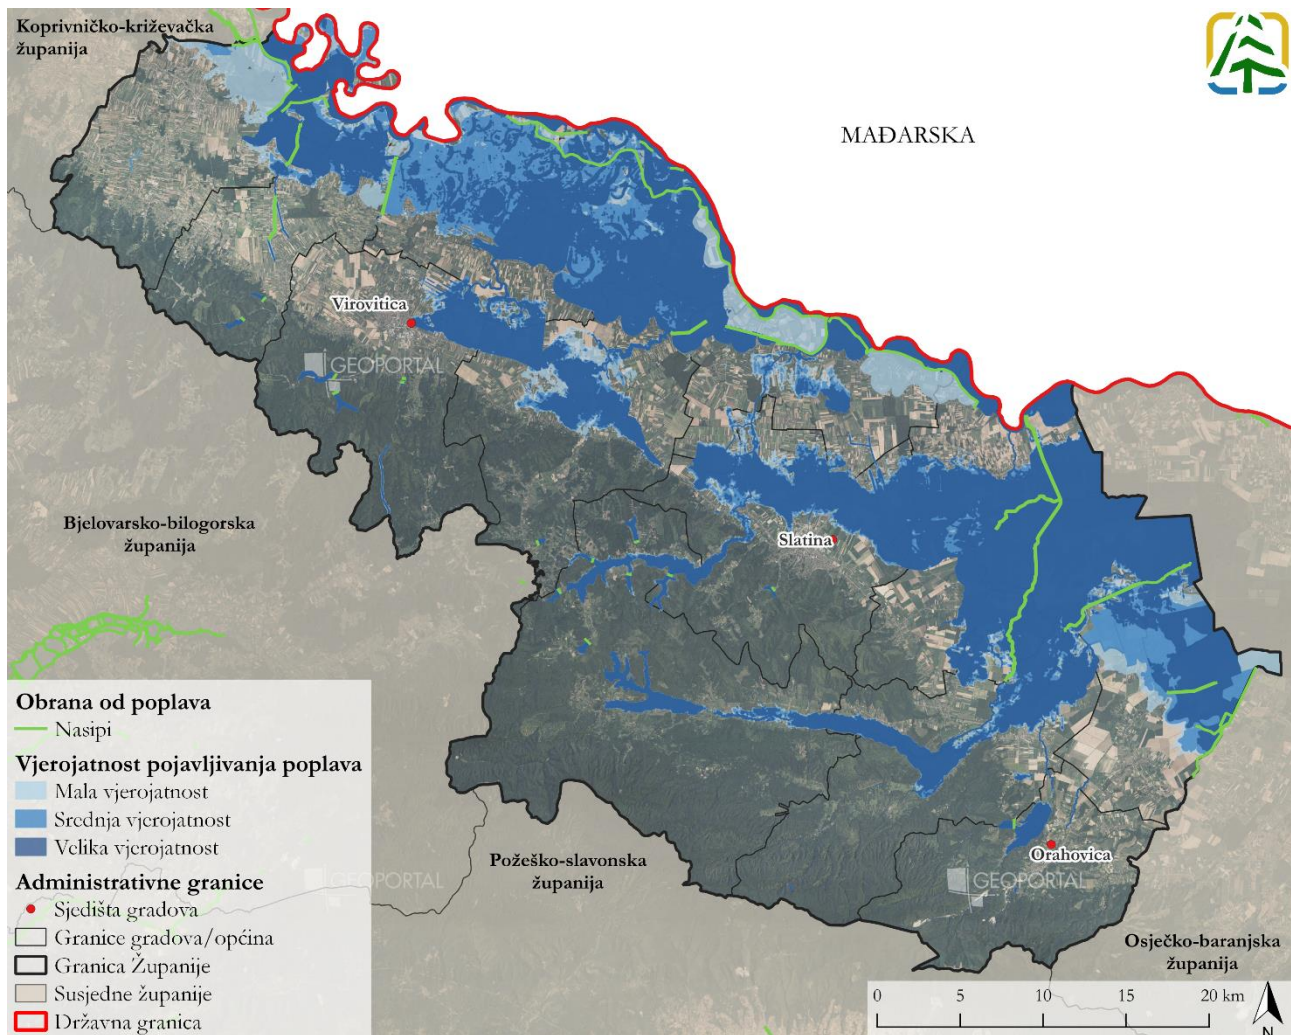 Koprivničko-križevačka
županija
MAĐARSKA
Virovitica
GEOPORTAL
Bjelovarsko-bilogorska
županija
Slatina
Obrana od poplava
Nasipi
Vjerojatnost pojavljivanja poplava
Mala vjerojatnost
Srednja vjerojatnost
Velika vjerojatnost
Administrativne granice
Sjedišta gradova
Granice gradova/općina
Granica Županije
Susjedne županije
Državna granica
GEOPORTAL
Požeško-slavonska
županija
Orahovica
GEOPORTAL
Osječko-baranjska
županija
0 5 10 15 20 km
N